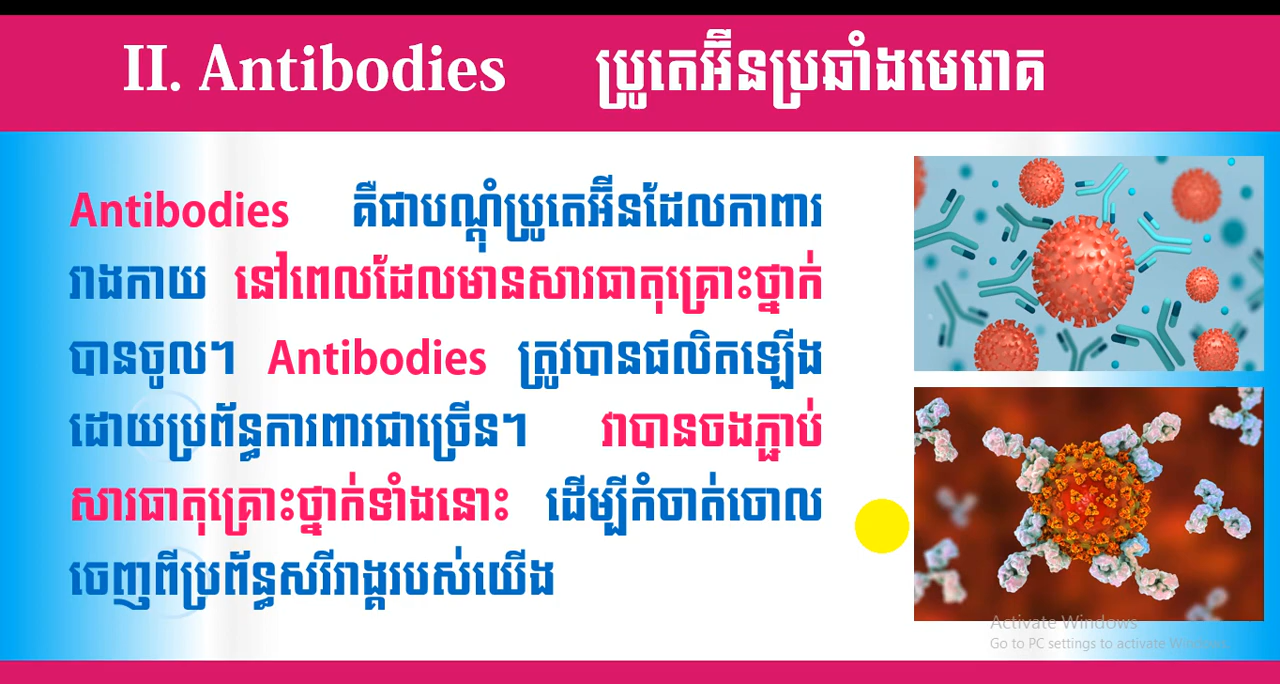 II. Antibodies ប្រូតេអ៊ីនប្រឆាំងមេរោគ
Antibodies គឺជាបណ្តុំប្រូតេអ៊ីនដែលកាពារ
រាងកាយ នៅពេលដែលមានសារធាតុគ្រោះថ្នាក់
បានចូល។ Antibodies ត្រូវបានផលិតឡើង
ដោយប្រព័ន្ធការពារជាច្រើន។ វាបានចងភ្ជាប់
សារធាតុគ្រោះថ្នាក់ទាំងនោះ ដើម្បីកំចាត់ចោល
ចេញពីប្រព័ន្ធសរីរាង្គរបស់យើង
Activate Windows
Go to PC settings to activate Windows.